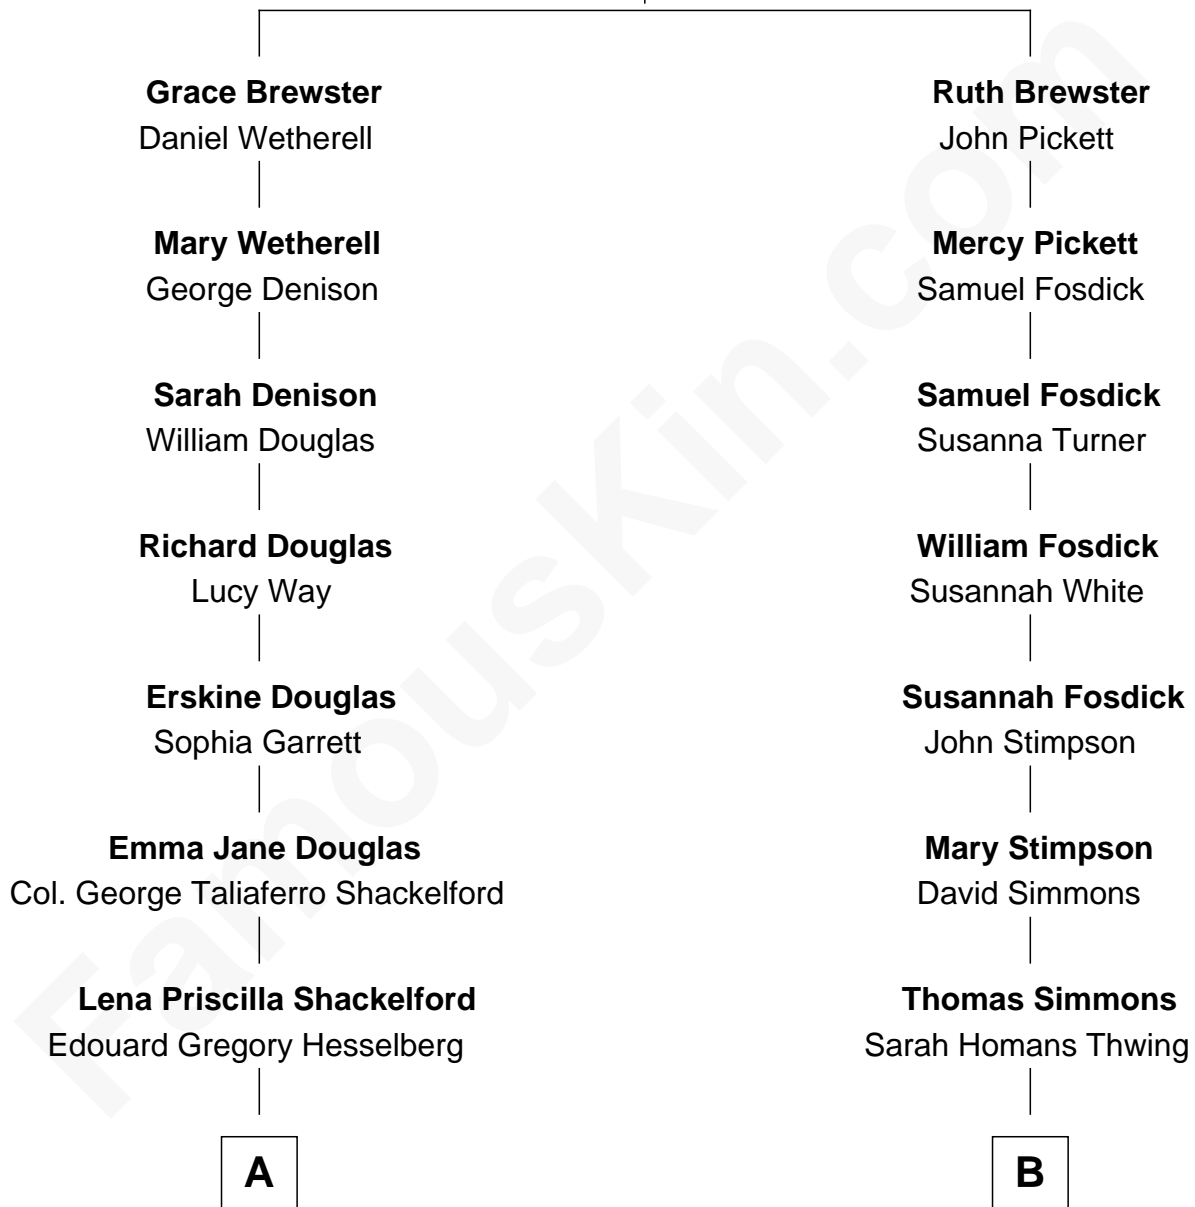 Grace Brewster
Daniel Wetherell
Mary Wetherell
George Denison
Sarah Denison
William Douglas
Richard Douglas
Lucy Way
Erskine Douglas
Sophia Garrett
Emma Jane Douglas
Col. George Taliaferro Shackelford
Lena Priscilla Shackelford
Edouard Gregory Hesselberg
A
Ruth Brewster
John Pickett
Mercy Pickett
Samuel Fosdick
Samuel Fosdick
Susanna Turner
William Fosdick
Susannah White
Susannah Fosdick
John Stimpson
Mary Stimpson
David Simmons
Thomas Simmons
Sarah Homans Thwing
B
FamousKin.com